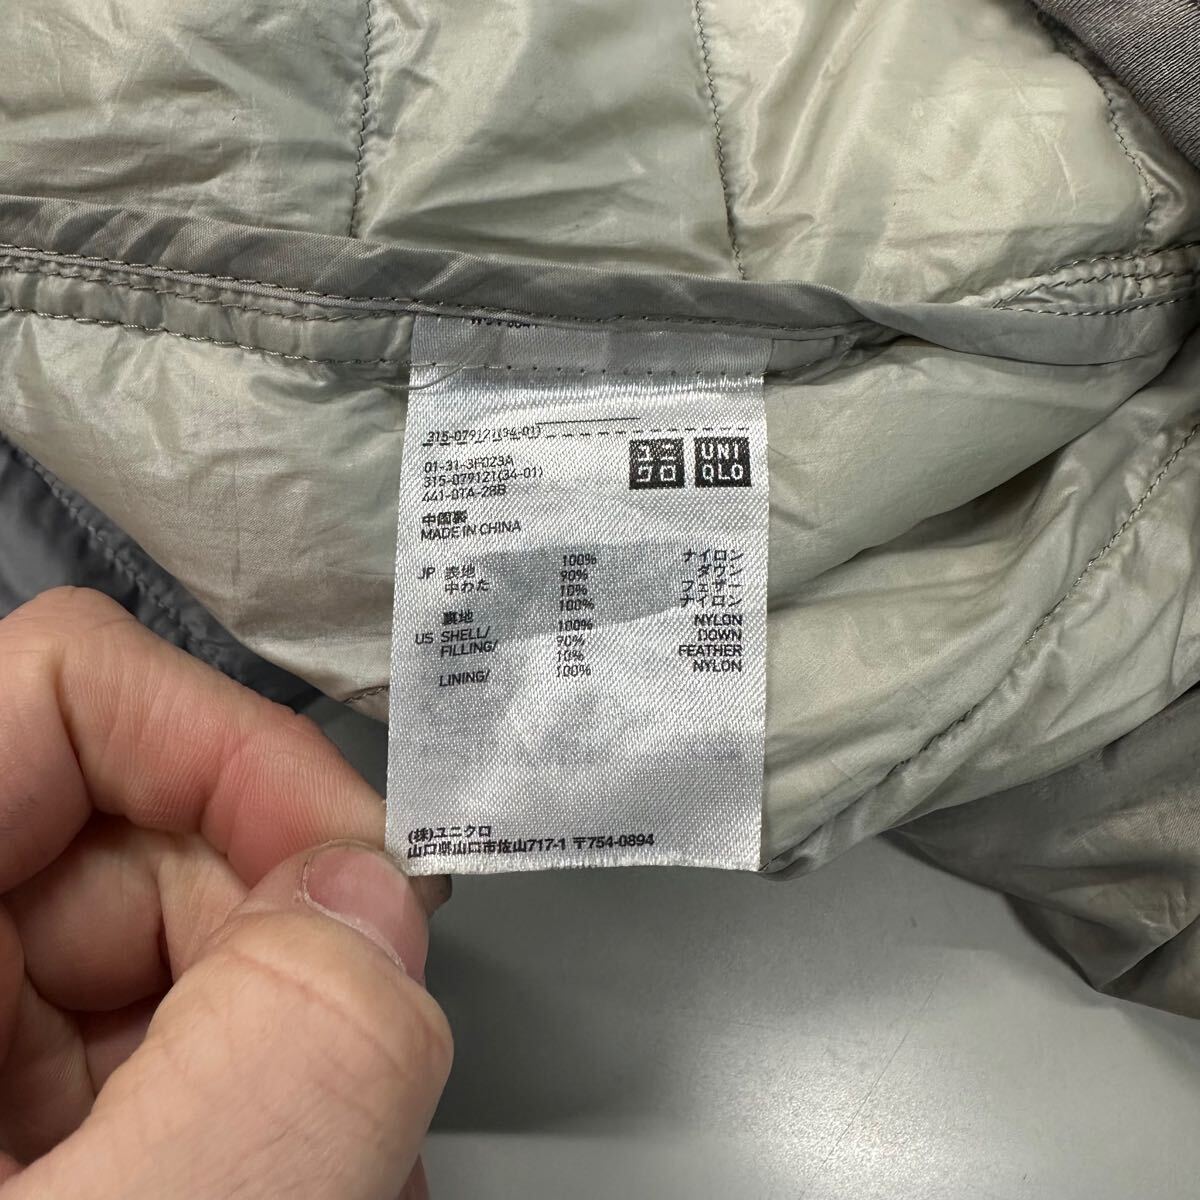 315-079121(34-01)
01-31-3F023A
315-079121(34-01)
441-07A-28B
ユニ
クロ
UNI
QLO
中国製
MADE IN CHINA
JP 表地 100% ナイロン
中わた 90% ダウン
10% フェザー
裏地 100% ナイロン
US SHELL/ 100% NYLON
FILLING/ 90% DOWN
10% FEATHER
LINING/ 100% NYLON
(株)ユニクロ
山口県山口市佐山717-1 〒754-0894